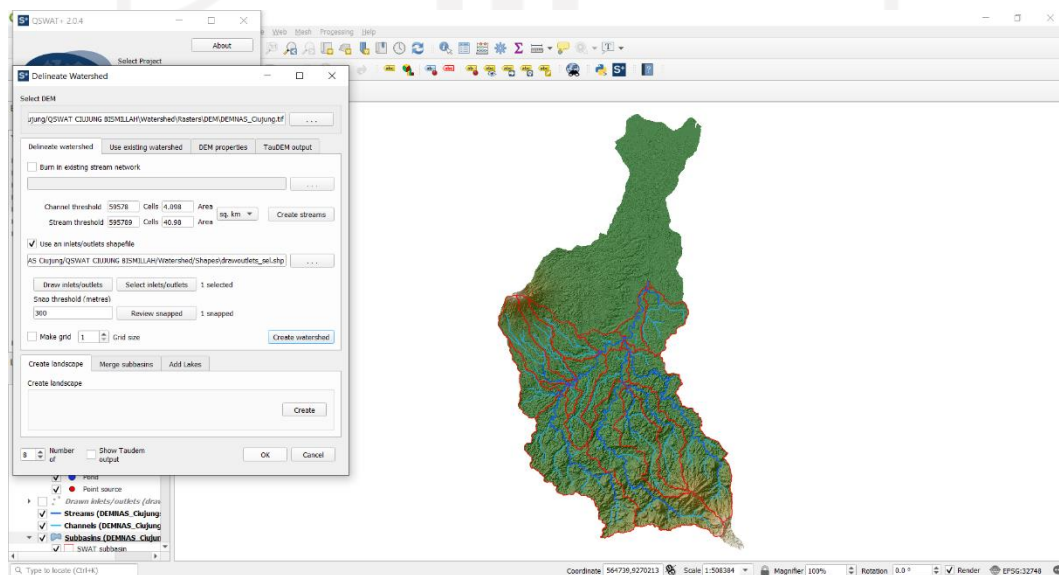 QSWAT+ 2.0.4
About
Select Project
Web Mesh Processing Help
Delineate Watershed
Select DEM
ujung/QSWAT CIUJUNG BISMILLAH\Watershed\Rasters\DEM\DEMNAS_Ciujung.tif
...
Delineate watershed
Use existing watershed
DEM properties
TauDEM output
Burn in existing stream network
...
Channel threshold 59578 Cells 4.098 Area
sq. km
Create streams
Stream threshold 595789 Cells 40.98 Area
Use an inlets/outlets shapefile
AS Ciujung/QSWAT CIUJUNG BISMILLAH/Watershed/Shapes\drawoutlets_sel.shp
...
Draw inlets/outlets
Select inlets/outlets
1 selected
Snap threshold (metres)
300
Review snapped
1 snapped
Make grid 1 Grid size
Create watershed
Create landscape
Merge subbasins
Add Lakes
Create landscape
Create
8 Number of
Show Taudem output
OK
Cancel
Pond
Point source
Drawn inlets/outlets (draw
Streams (DEMNAS_Ciujung
Channels (DEMNAS_Ciujung
Subbasins (DEMNAS_Ciujun
SWAT subbasin
Type to locate (Ctrl+K)
Coordinate 564739,9270213
Scale 1:508384
Magnifier 100%
Rotation 0.0 °
Render
EPSG:32748